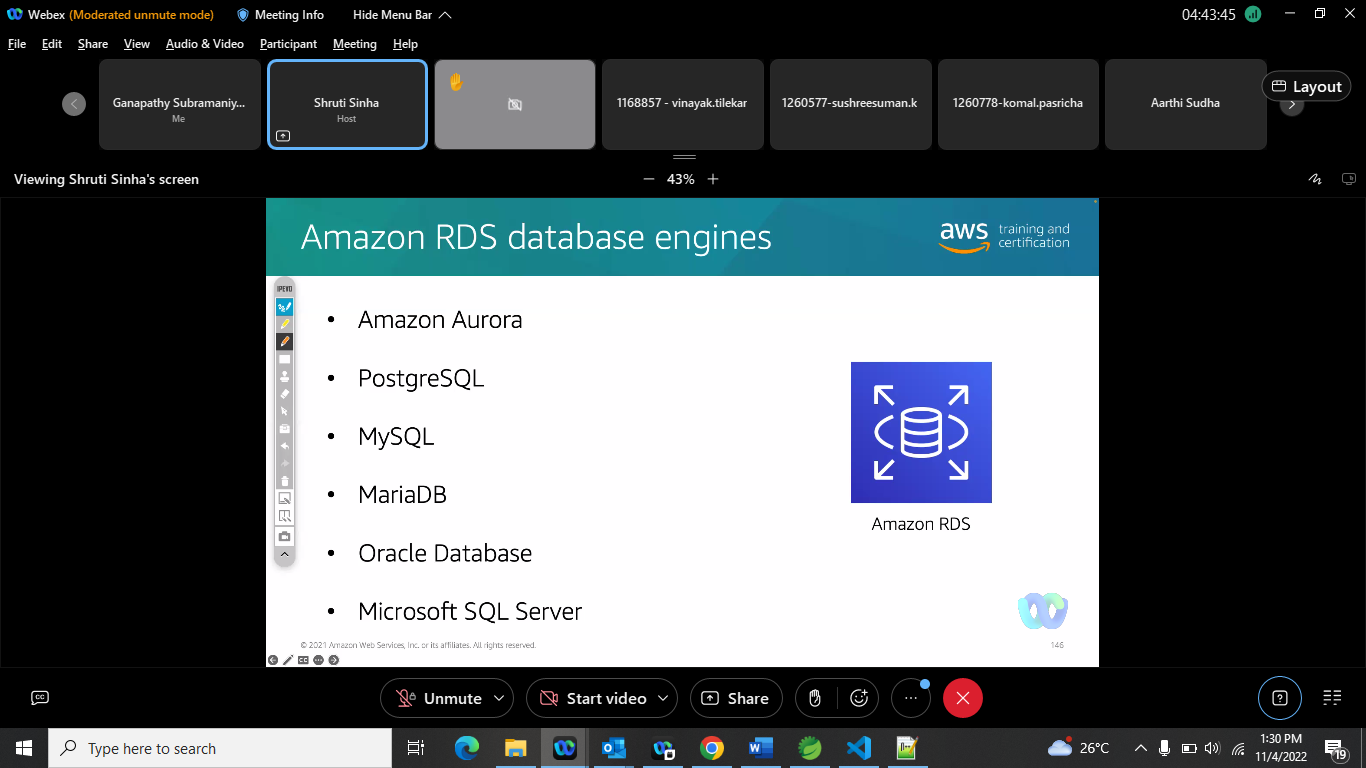 Webex (Moderated unmute mode) Meeting Info Hide Menu Bar 04:43:45
File Edit Share View Audio & Video Participant Meeting Help
Ganapathy Subramaniy...
Me
Shruti Sinha
Host
1168857 - vinayak.tilekar
1260577-sushreesuman.k
1260778-komal.pasricha
Aarthi Sudha
Layout
Viewing Shruti Sinha's screen
43%
Amazon RDS database engines
aws training and
certification
IPEVO
• Amazon Aurora
• PostgreSQL
• MySQL
• MariaDB
• Oracle Database
• Microsoft SQL Server
Amazon RDS
© 2021 Amazon Web Services, Inc. or its affiliates. All rights reserved.
146
CC
CC
Unmute
Start video
Share
Type here to search
26°C
1:30 PM
11/4/2022
19